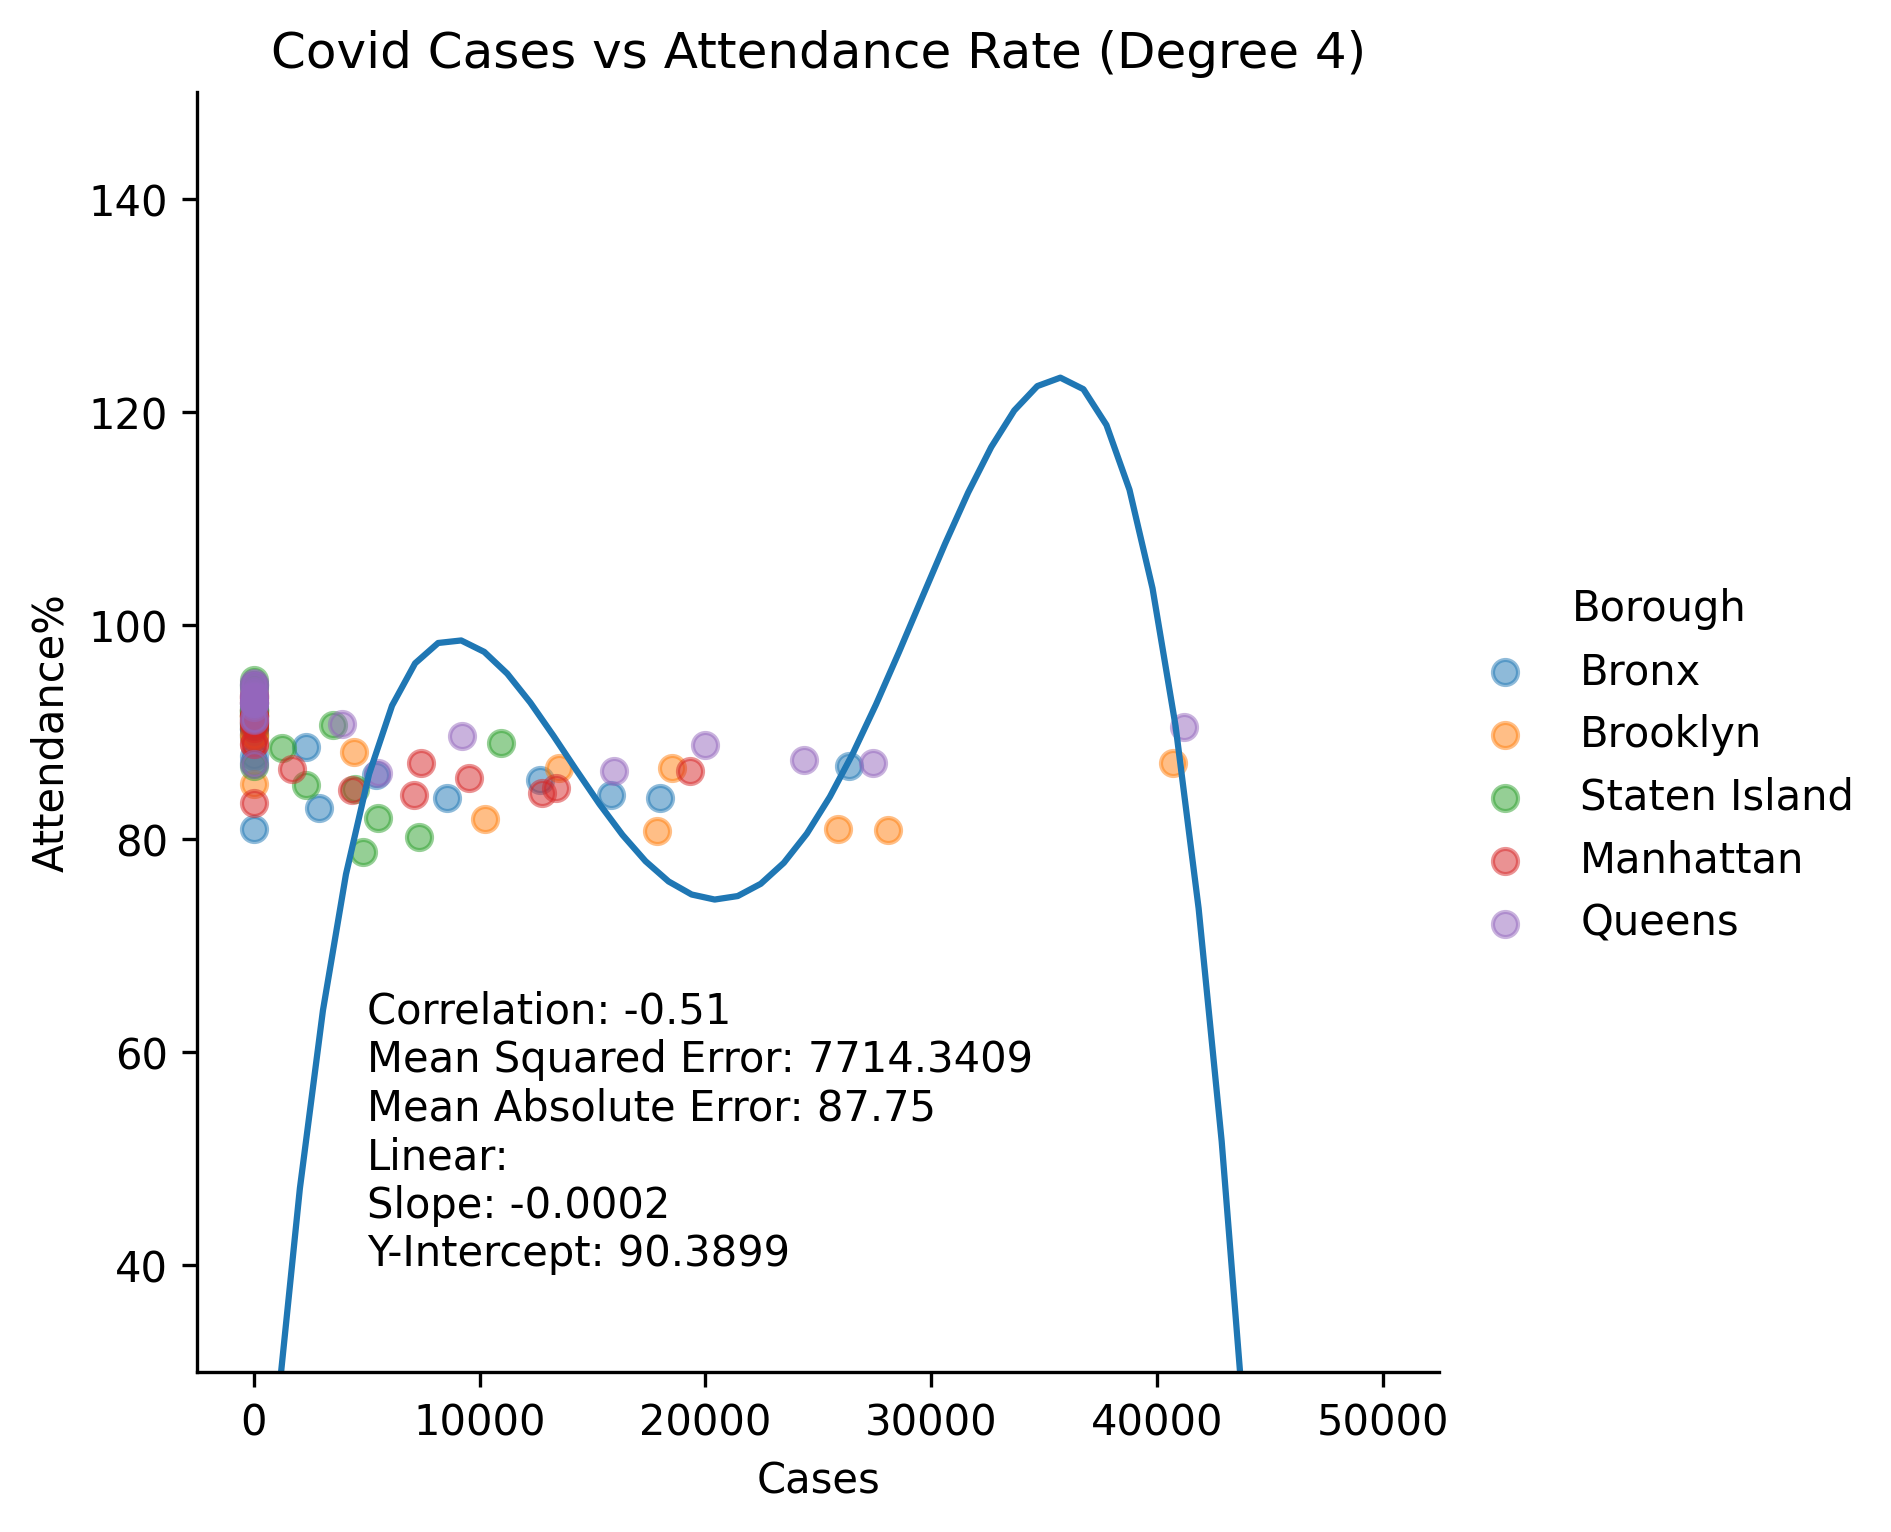 Covid Cases vs Attendance Rate (Degree 4)
140
120
100
80
60
40
Attendance%
Correlation: -0.51
Mean Squared Error: 7714.3409
Mean Absolute Error: 87.75
Linear:
Slope: -0.0002
Y-Intercept: 90.3899
0 10000 20000 30000 40000 50000
Cases
Borough
Bronx
Brooklyn
Staten Island
Manhattan
Queens